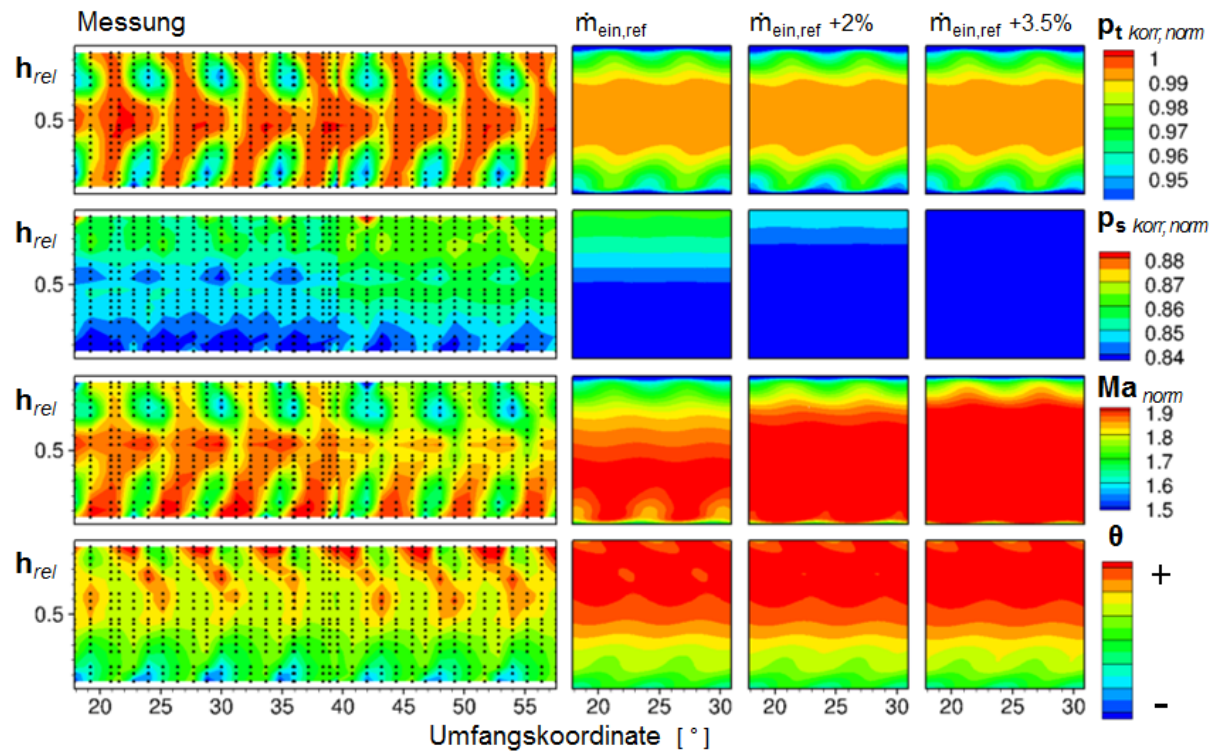 Messung ṁein,ref ṁein,ref +2% ṁein,ref +3.5% pt korr,norm
hrel
0.5
1
0.99
0.98
0.97
0.96
0.95
hrel
0.5
ps korr,norm
0.88
0.87
0.86
0.85
0.84
hrel
0.5
Ma norm
1.9
1.8
1.7
1.6
1.5
hrel
0.5
θ
+
-
20 25 30 35 40 45 50 55 20 25 30 20 25 30 20 25 30
Umfangskoordinate [ ° ]